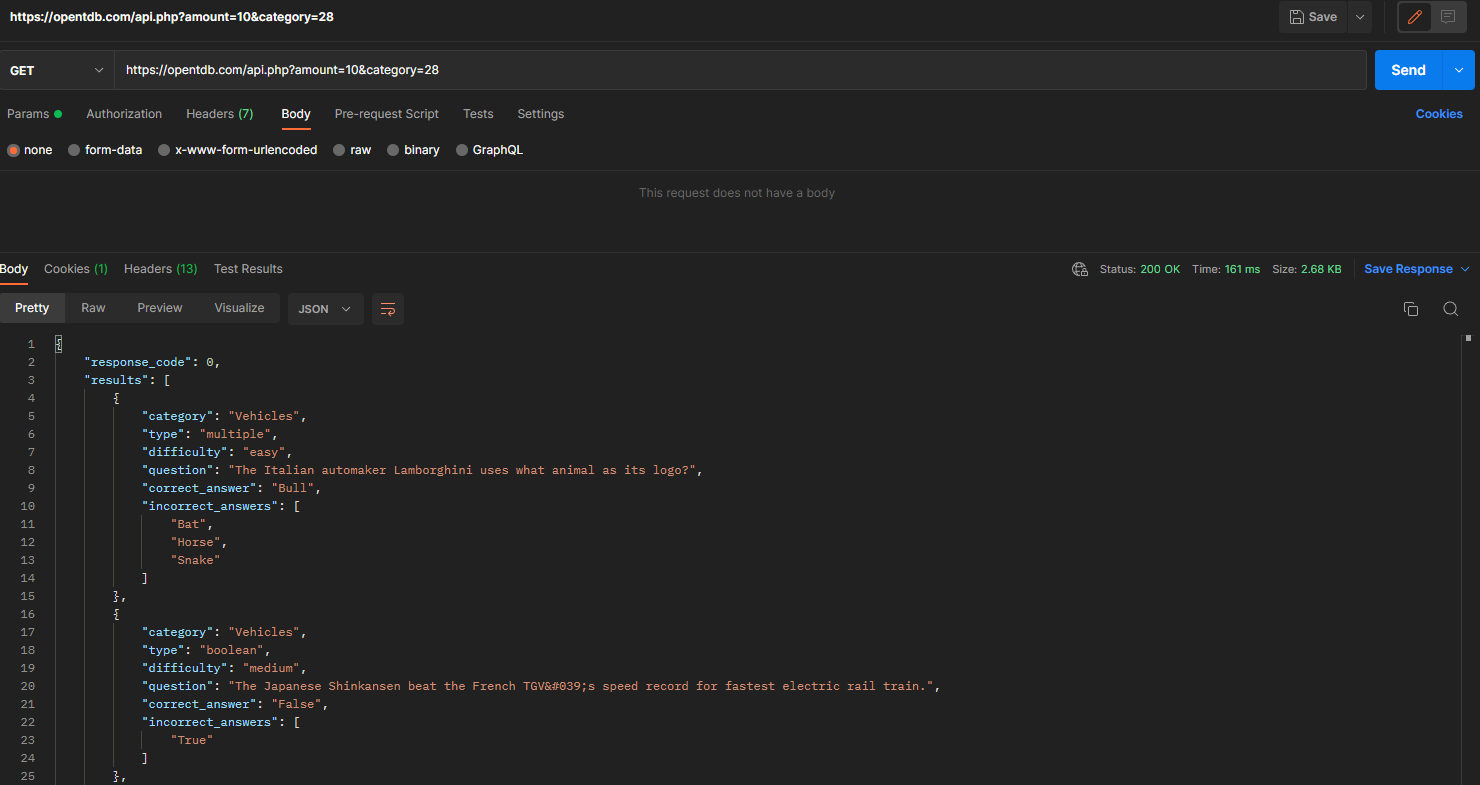 https://opentdb.com/api.php?amount=10&category=28 Save
GET https://opentdb.com/api.php?amount=10&category=28 Send
Params Authorization Headers (7) Body Pre-request Script Tests Settings Cookies
none form-data x-www-form-urlencoded raw binary GraphQL
This request does not have a body
Body Cookies (1) Headers (13) Test Results Status: 200 OK Time: 161 ms Size: 2.68 KB Save Response
Pretty Raw Preview Visualize JSON
1 {
2 "response_code": 0,
3 "results": [
4 {
5 "category": "Vehicles",
6 "type": "multiple",
7 "difficulty": "easy",
8 "question": "The Italian automaker Lamborghini uses what animal as its logo?",
9 "correct_answer": "Bull",
10 "incorrect_answers": [
11 "Bat",
12 "Horse",
13 "Snake"
14 ]
15 },
16 {
17 "category": "Vehicles",
18 "type": "boolean",
19 "difficulty": "medium",
20 "question": "The Japanese Shinkansen beat the French TGV&#039;s speed record for fastest electric rail train.",
21 "correct_answer": "False",
22 "incorrect_answers": [
23 "True"
24 ]
25 },